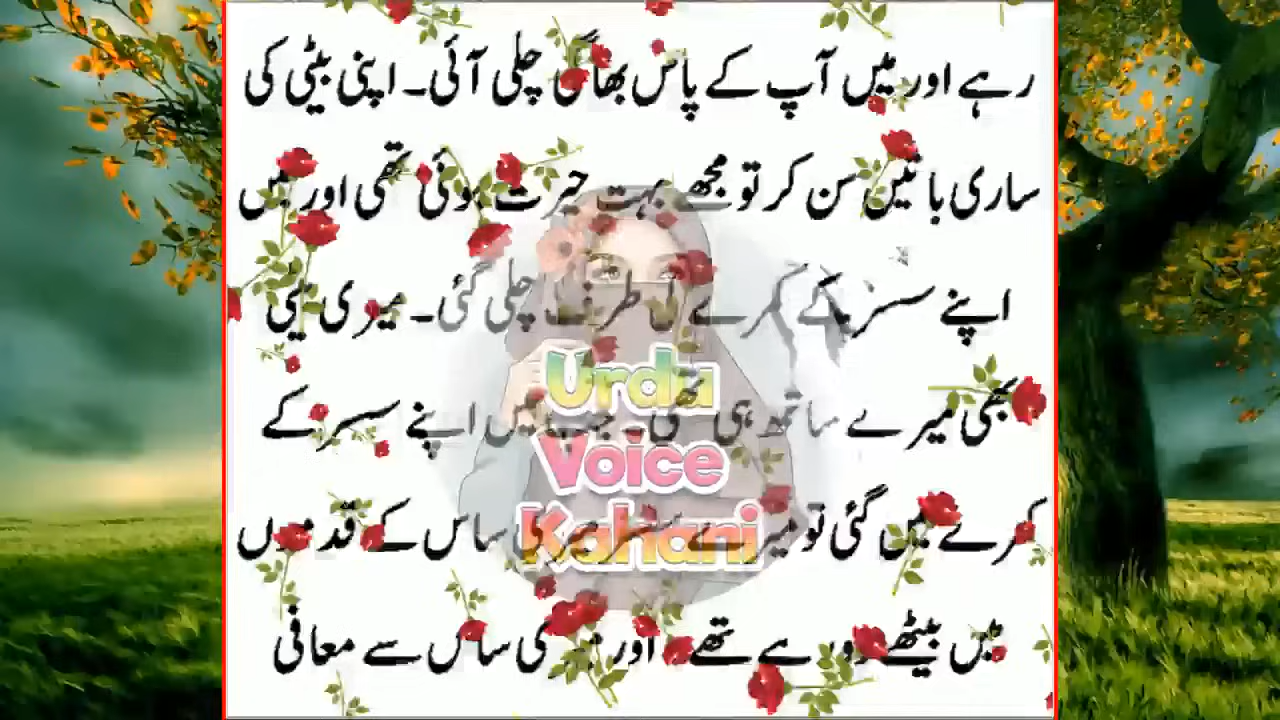 رہے اور میں آپ کے پاس بھاگی چلی آئی۔ اپنی بیٹی کی
ساری باتیں سن کر تو مجھے بہت حیرت ہوئی تھی اور میں
اپنے سسر کے کمرے کی طرف چلی گئی۔ میری بیٹی
بھی میرے ساتھ ہی تھی۔ جب میں اپنے سسر کے
کمرے میں گئی تو میرے سسر میری ساس کے قدموں
میں بیٹھے رو رہے تھے اور میری ساس سے معافی
Urdu
Voice
Kahani